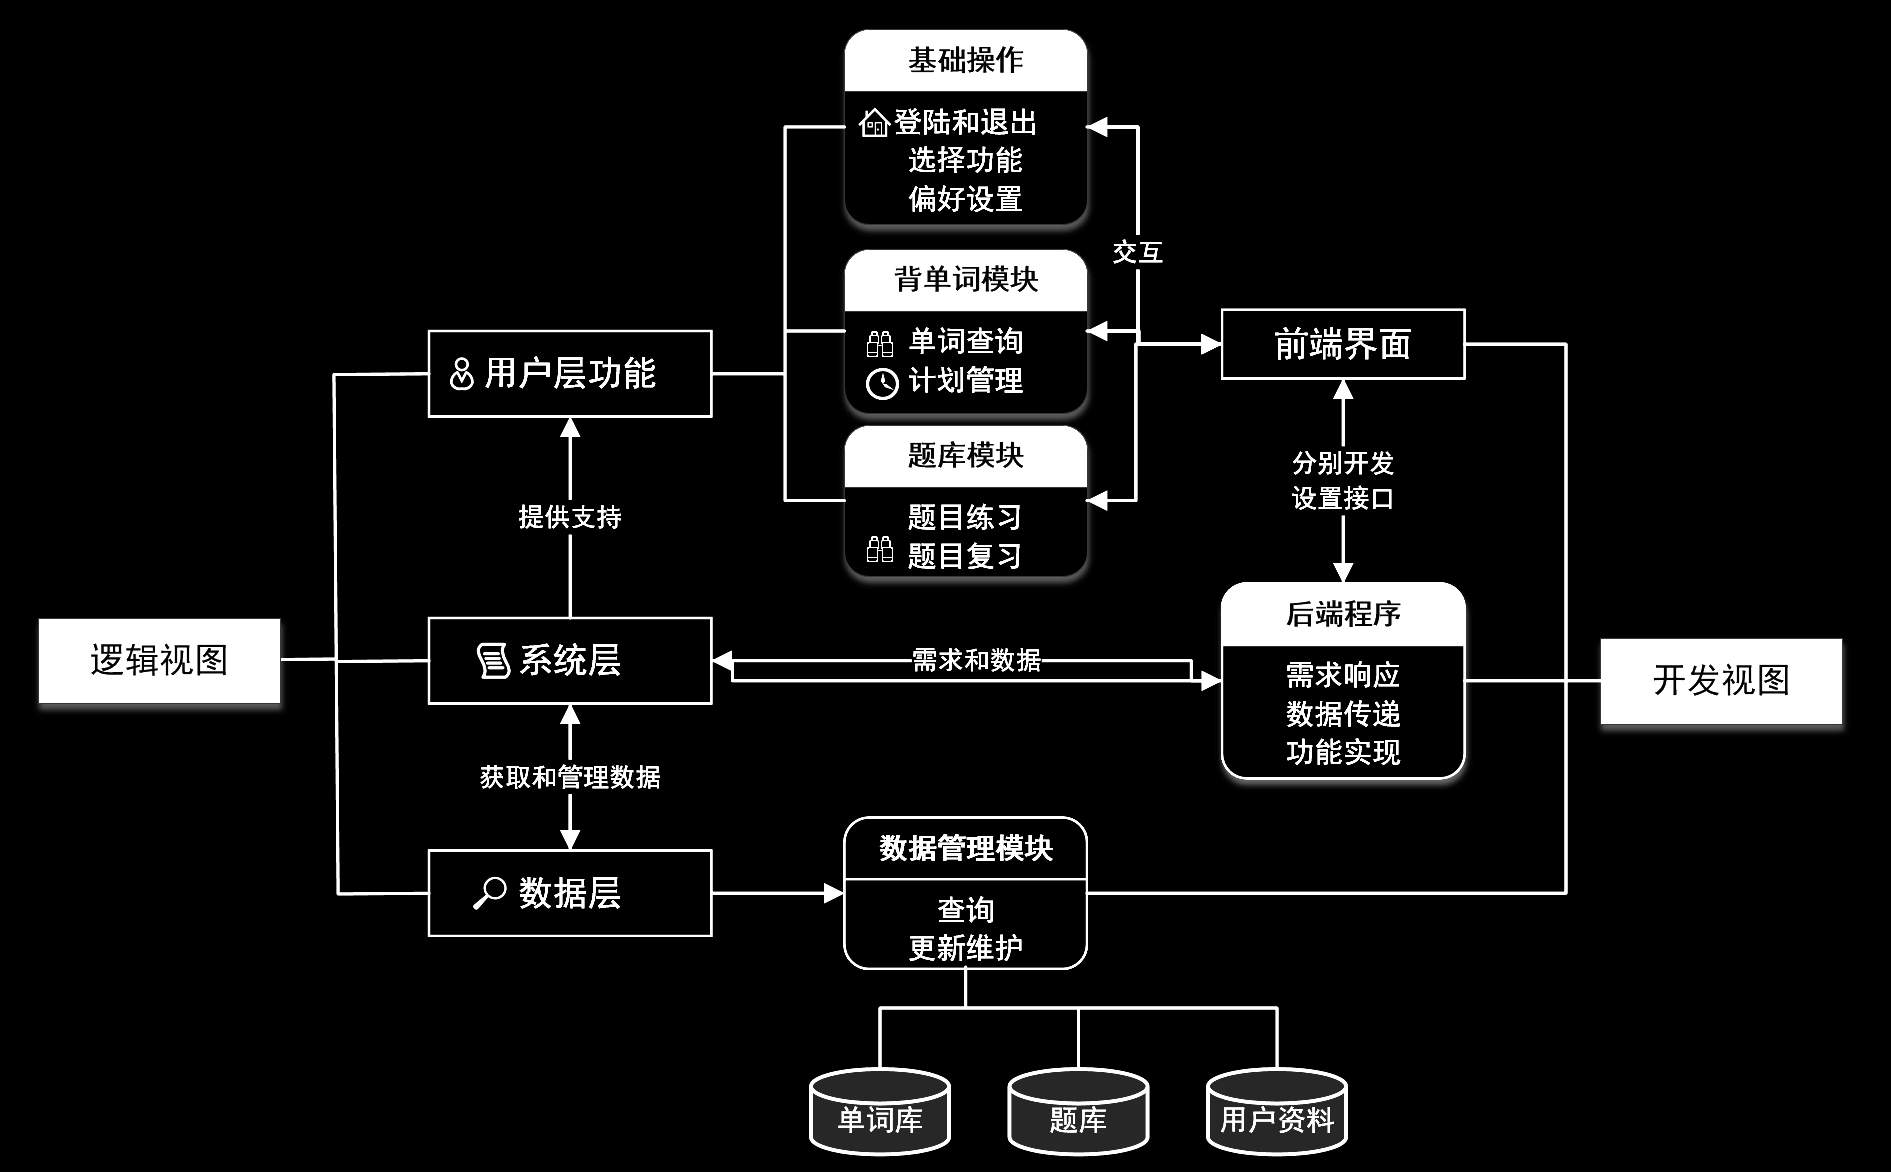 基础操作
登陆和退出
选择功能
偏好设置
交互
背单词模块
单词查询
计划管理
前端界面
用户层功能
题库模块
题目练习
题目复习
分别开发
设置接口
提供支持
后端程序
需求响应
数据传递
功能实现
逻辑视图
系统层
需求和数据
开发视图
获取和管理数据
数据层
数据管理模块
查询
更新维护
单词库
题库
用户资料